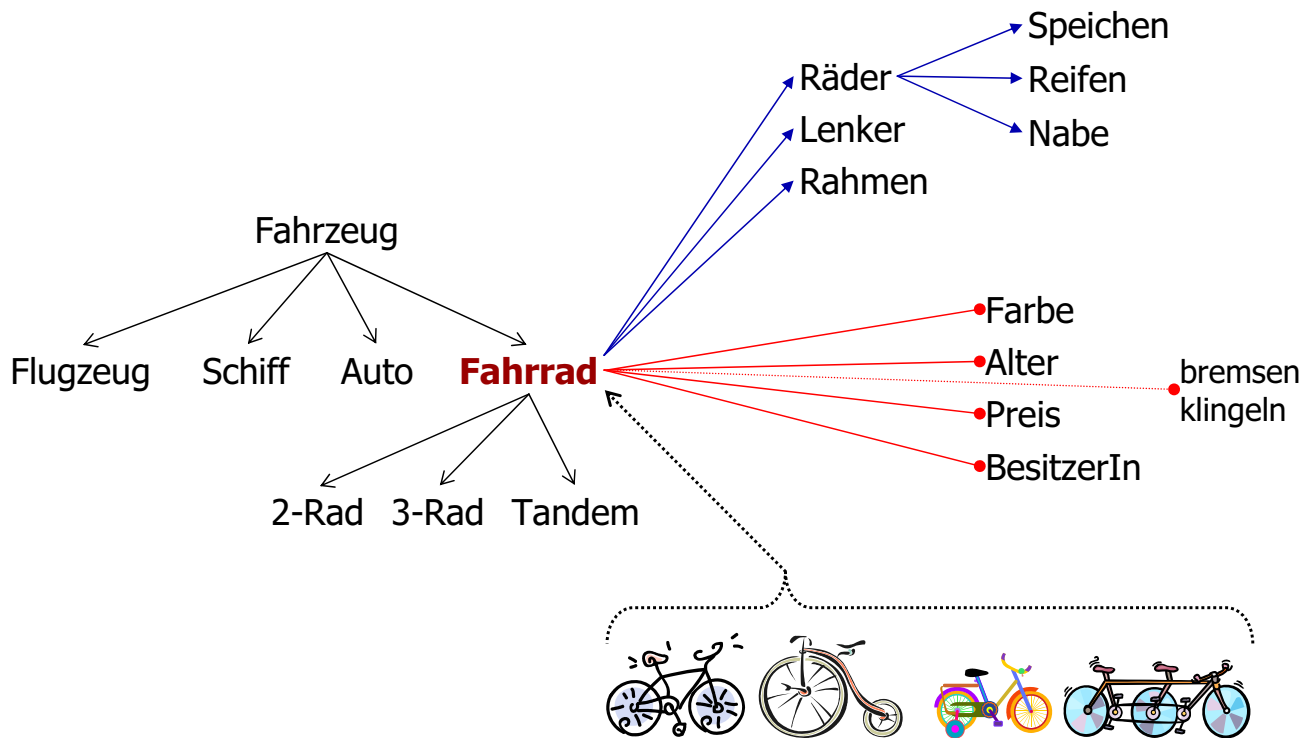 Speichen
Räder
Reifen
Lenker
Nabe
Rahmen
Fahrzeug
Farbe
Flugzeug
Schiff
Auto
Fahrrad
Alter
bremsen
klingeln
Preis
BesitzerIn
2-Rad
3-Rad
Tandem